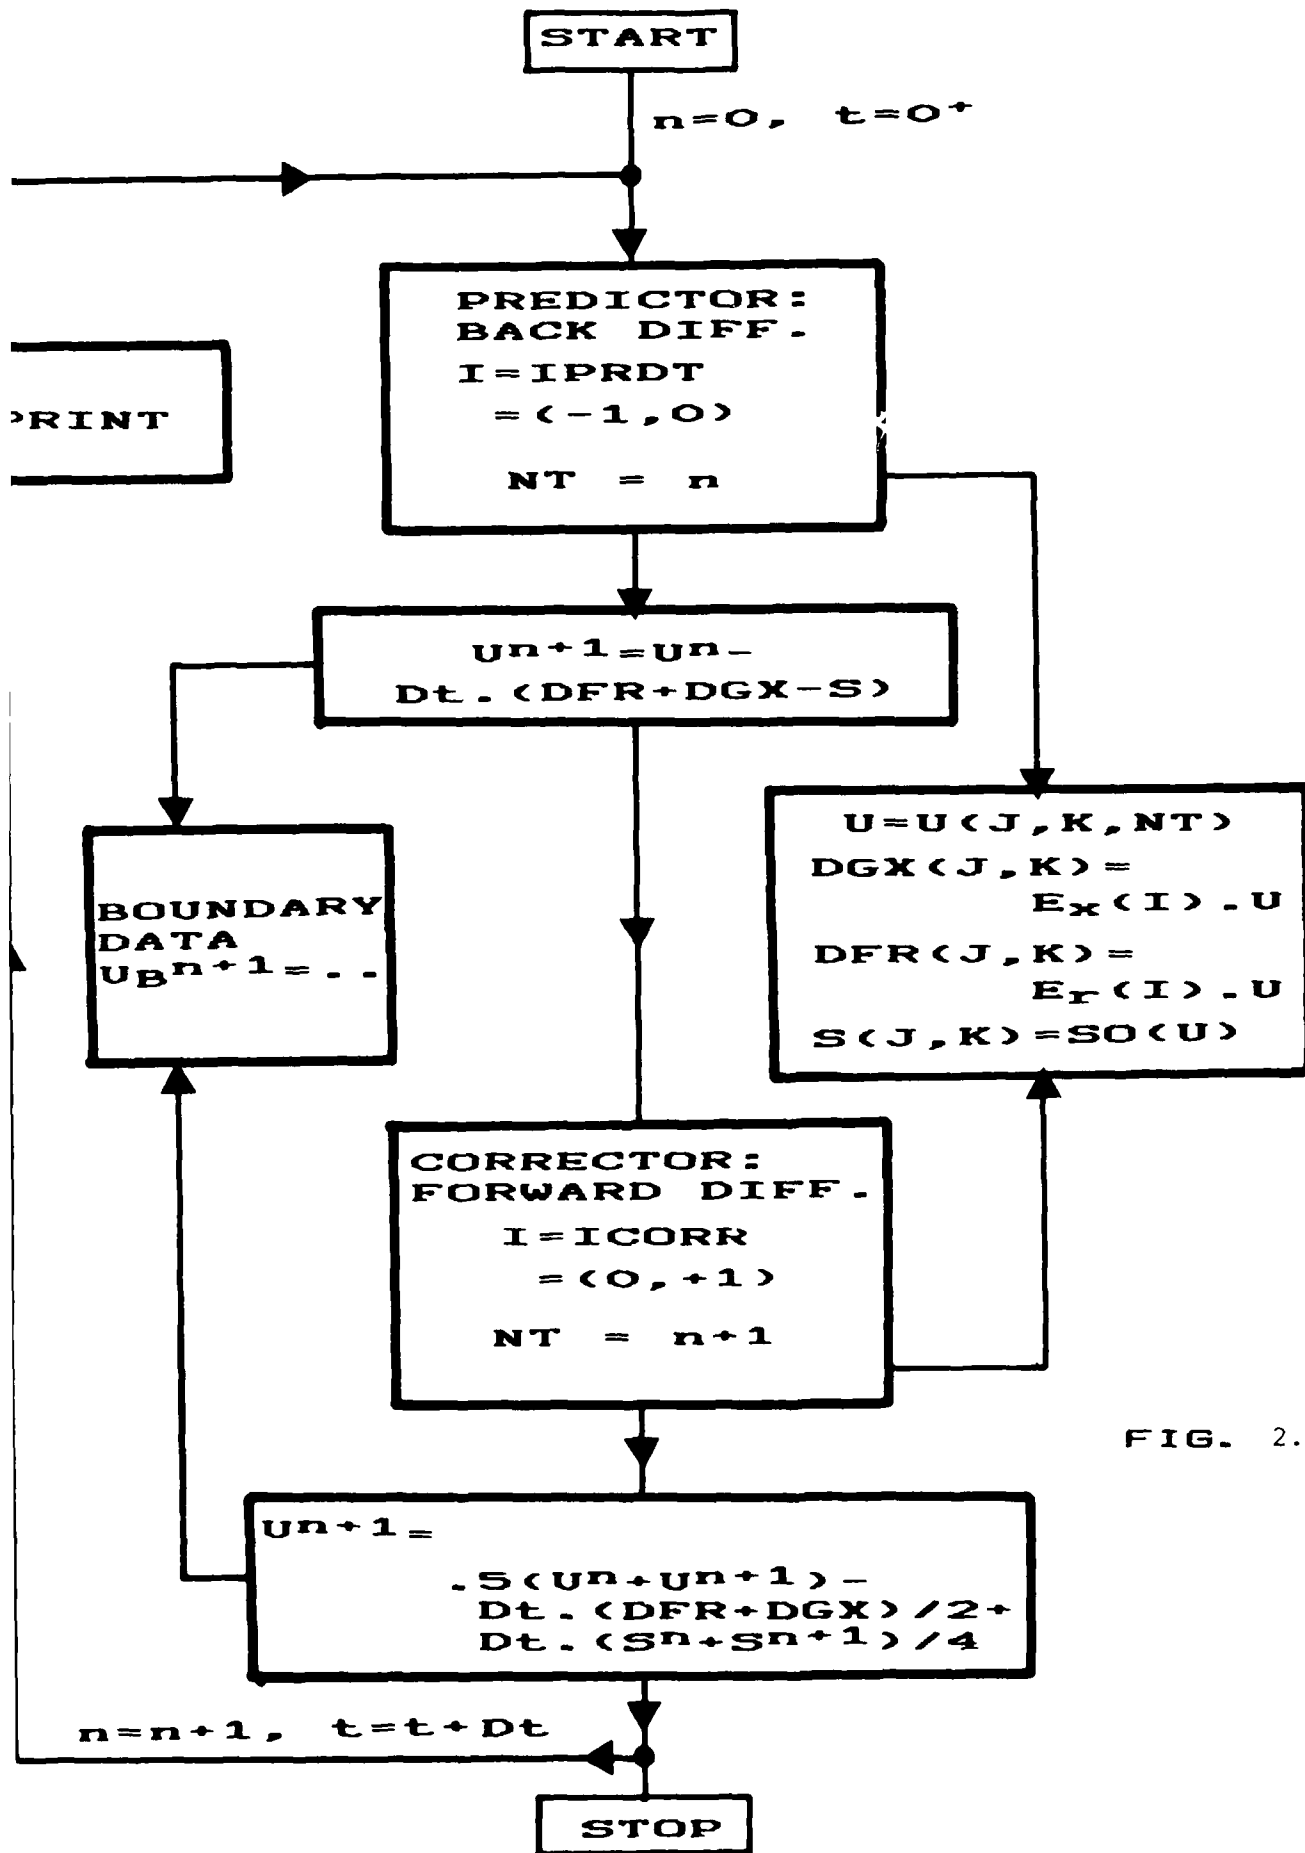 START
n=0, t=0⁺
PREDICTOR:
BACK DIFF.
I=IPRDT
=(-1,0)
NT = n
PRINT
Uⁿ⁺¹=Uⁿ-
Dt.(DFR+DGX-S)
BOUNDARY
DATA
U_Bⁿ⁺¹=..
U=U(J,K,NT)
DGX(J,K)=
Eₓ(I).U
DFR(J,K)=
Eᵣ(I).U
S(J,K)=SO(U)
CORRECTOR:
FORWARD DIFF.
I=ICORR
=(0,+1)
NT = n+1
FIG. 2.
Uⁿ⁺¹=
.5(Uⁿ+Uⁿ⁺¹)-
Dt.(DFR+DGX)/2+
Dt.(Sⁿ+Sⁿ⁺¹)/4
n=n+1, t=t+Dt
STOP